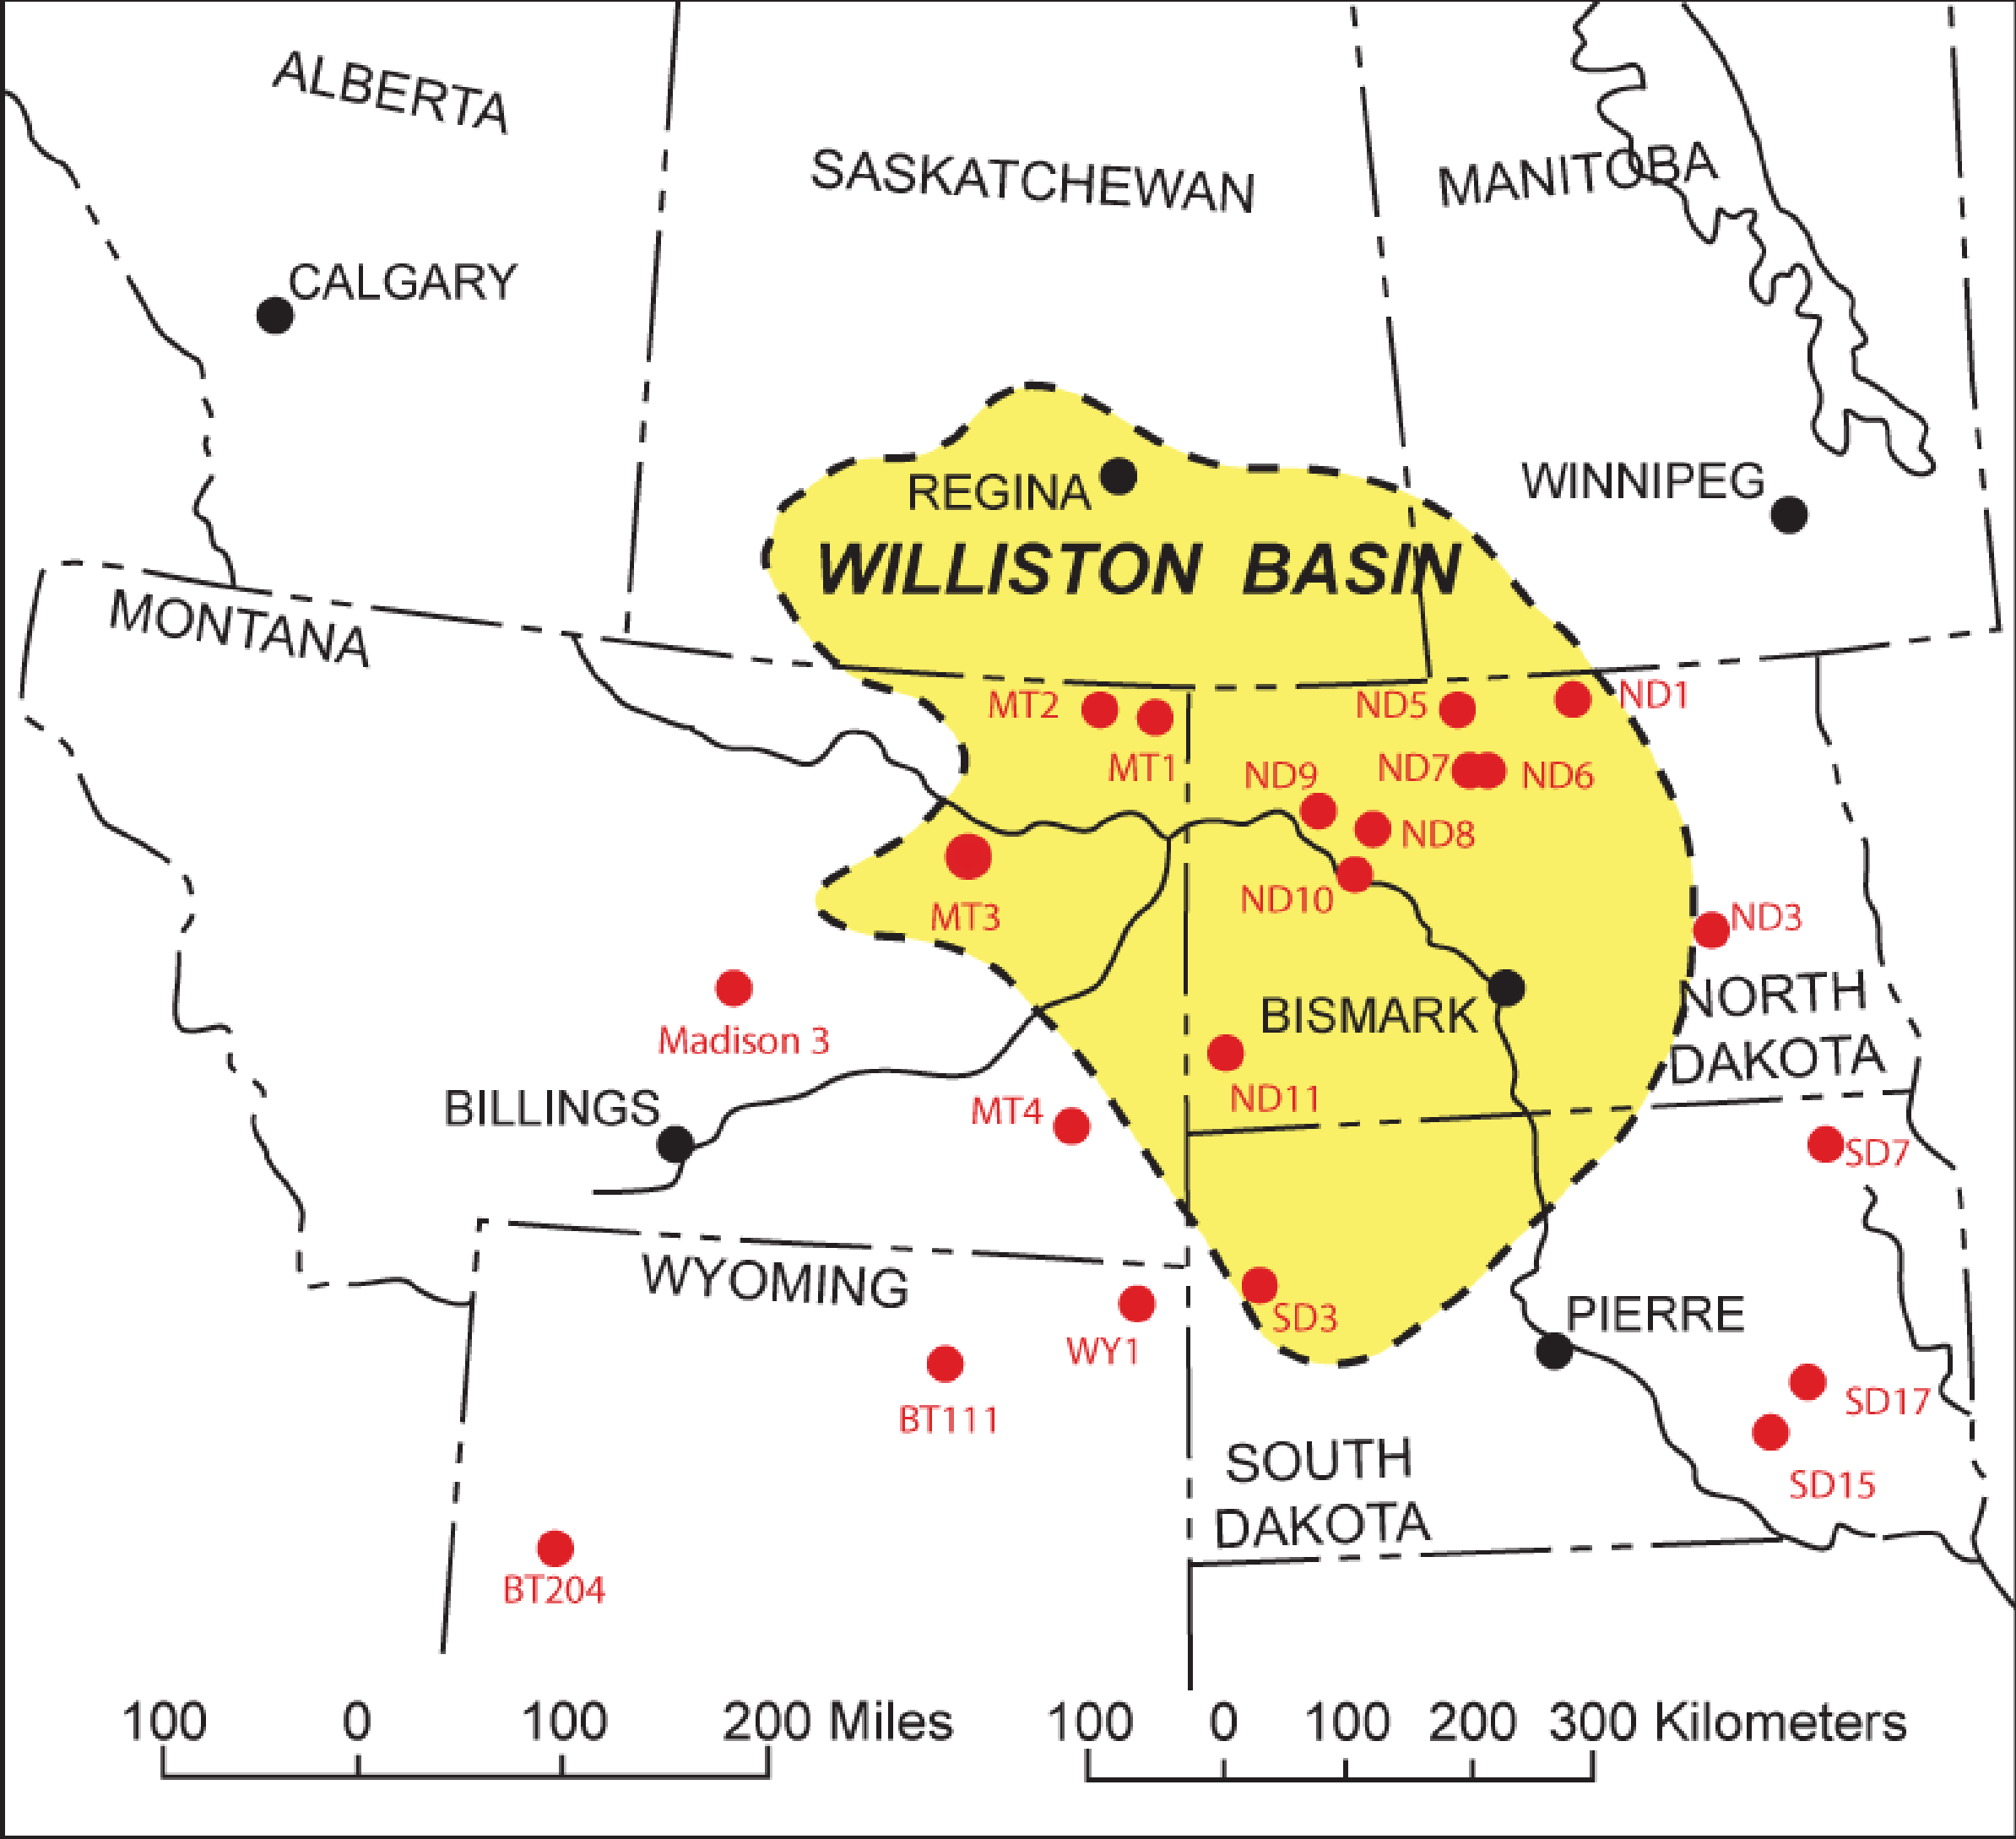 ALBERTA
SASKATCHEWAN
MANITOBA
CALGARY
REGINA
WINNIPEG
WILLISTON BASIN
MONTANA
MT2
MT1
ND5
ND1
ND9
ND7
ND6
ND8
ND10
MT3
ND3
Madison 3
BISMARK
NORTH
DAKOTA
ND11
BILLINGS
MT4
SD7
WYOMING
WY1
SD3
PIERRE
BT111
SD17
SOUTH
DAKOTA
SD15
BT204
100 0 100 200 Miles
100 0 100 200 300 Kilometers